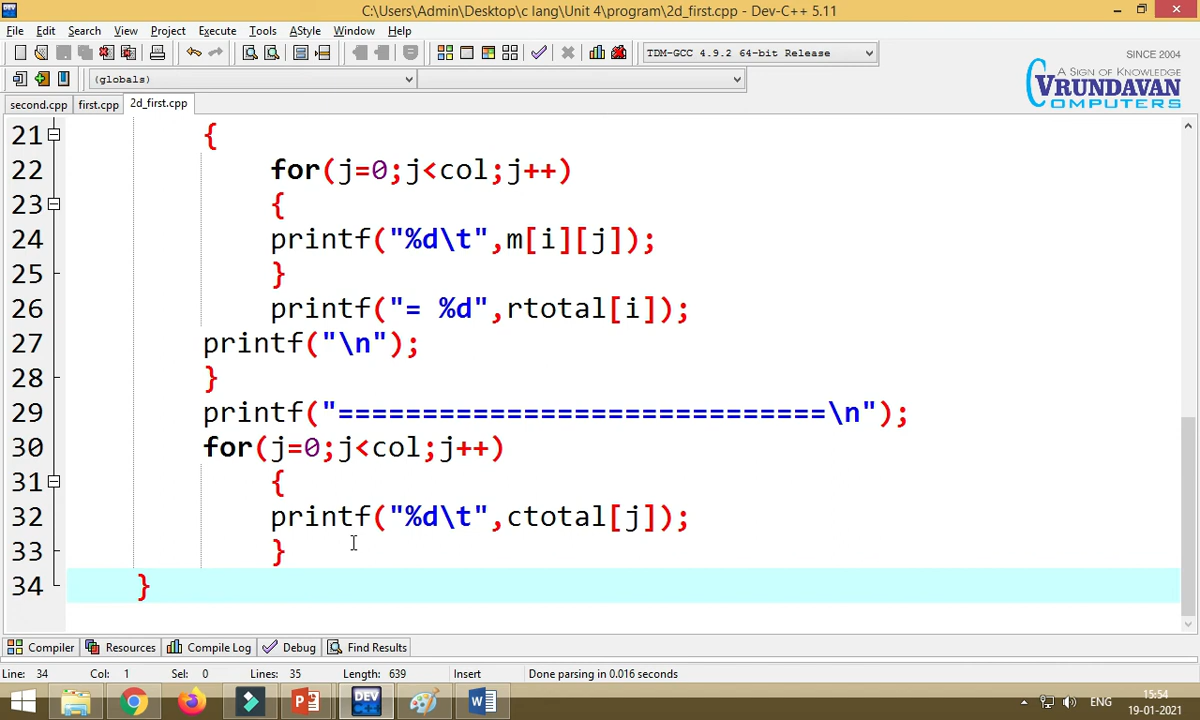 C:\Users\Admin\Desktop\c lang\Unit 4\program\2d_first.cpp - Dev-C++ 5.11
File Edit Search View Project Execute Tools AStyle Window Help
TDM-GCC 4.9.2 64-bit Release
(globals)
SINCE 2004
A SIGN OF KNOWLEDGE
VRUNDAVAN
COMPUTERS
second.cpp first.cpp 2d_first.cpp
21 {
22 for(j=0;j<col;j++)
23 {
24 printf("%d\t",m[i][j]);
25 }
26 printf("= %d",rtotal[i]);
27 printf("\n");
28 }
29 printf("=============================\n");
30 for(j=0;j<col;j++)
31 {
32 printf("%d\t",ctotal[j]);
33 }
34 }
Compiler Resources Compile Log Debug Find Results
Line: 34 Col: 1 Sel: 0 Lines: 35 Length: 639 Insert Done parsing in 0.016 seconds
ENG
15:54
19-01-2021